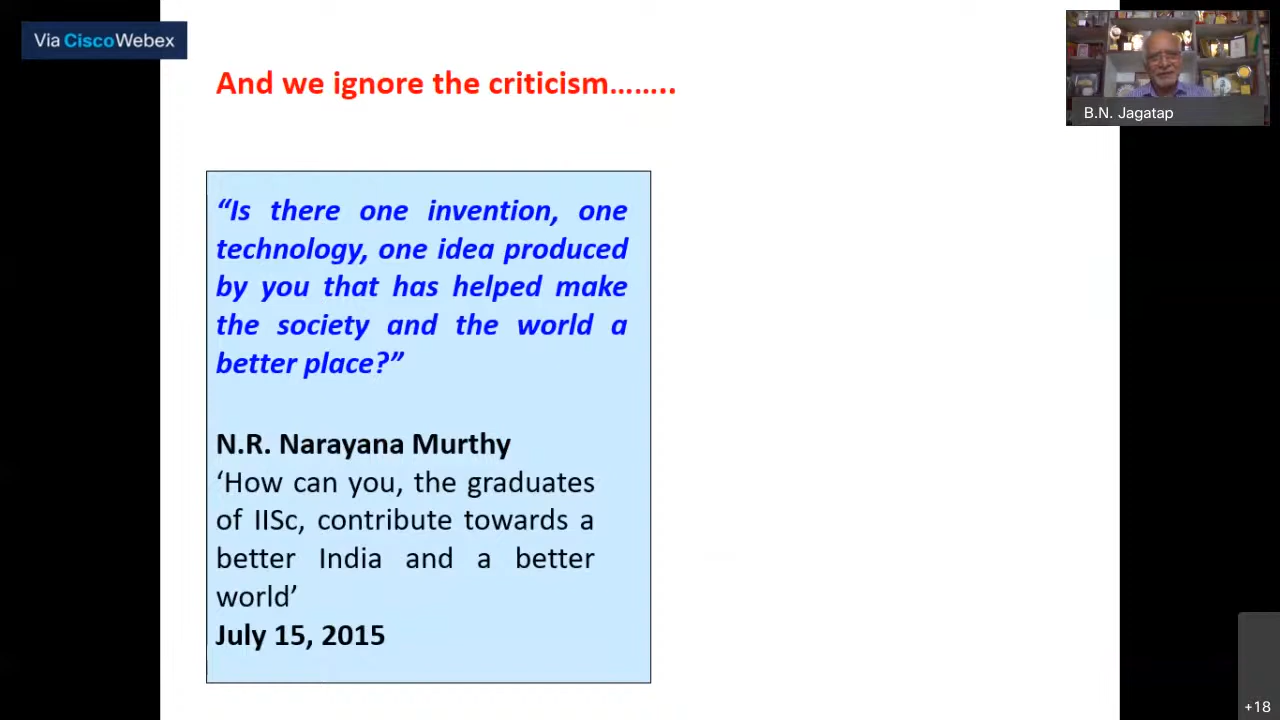 Via CiscoWebex
And we ignore the criticism……..
B.N. Jagatap
“Is there one invention, one
technology, one idea produced
by you that has helped make
the society and the world a
better place?”
N.R. Narayana Murthy
‘How can you, the graduates
of IISc, contribute towards a
better India and a better
world’
July 15, 2015
+18